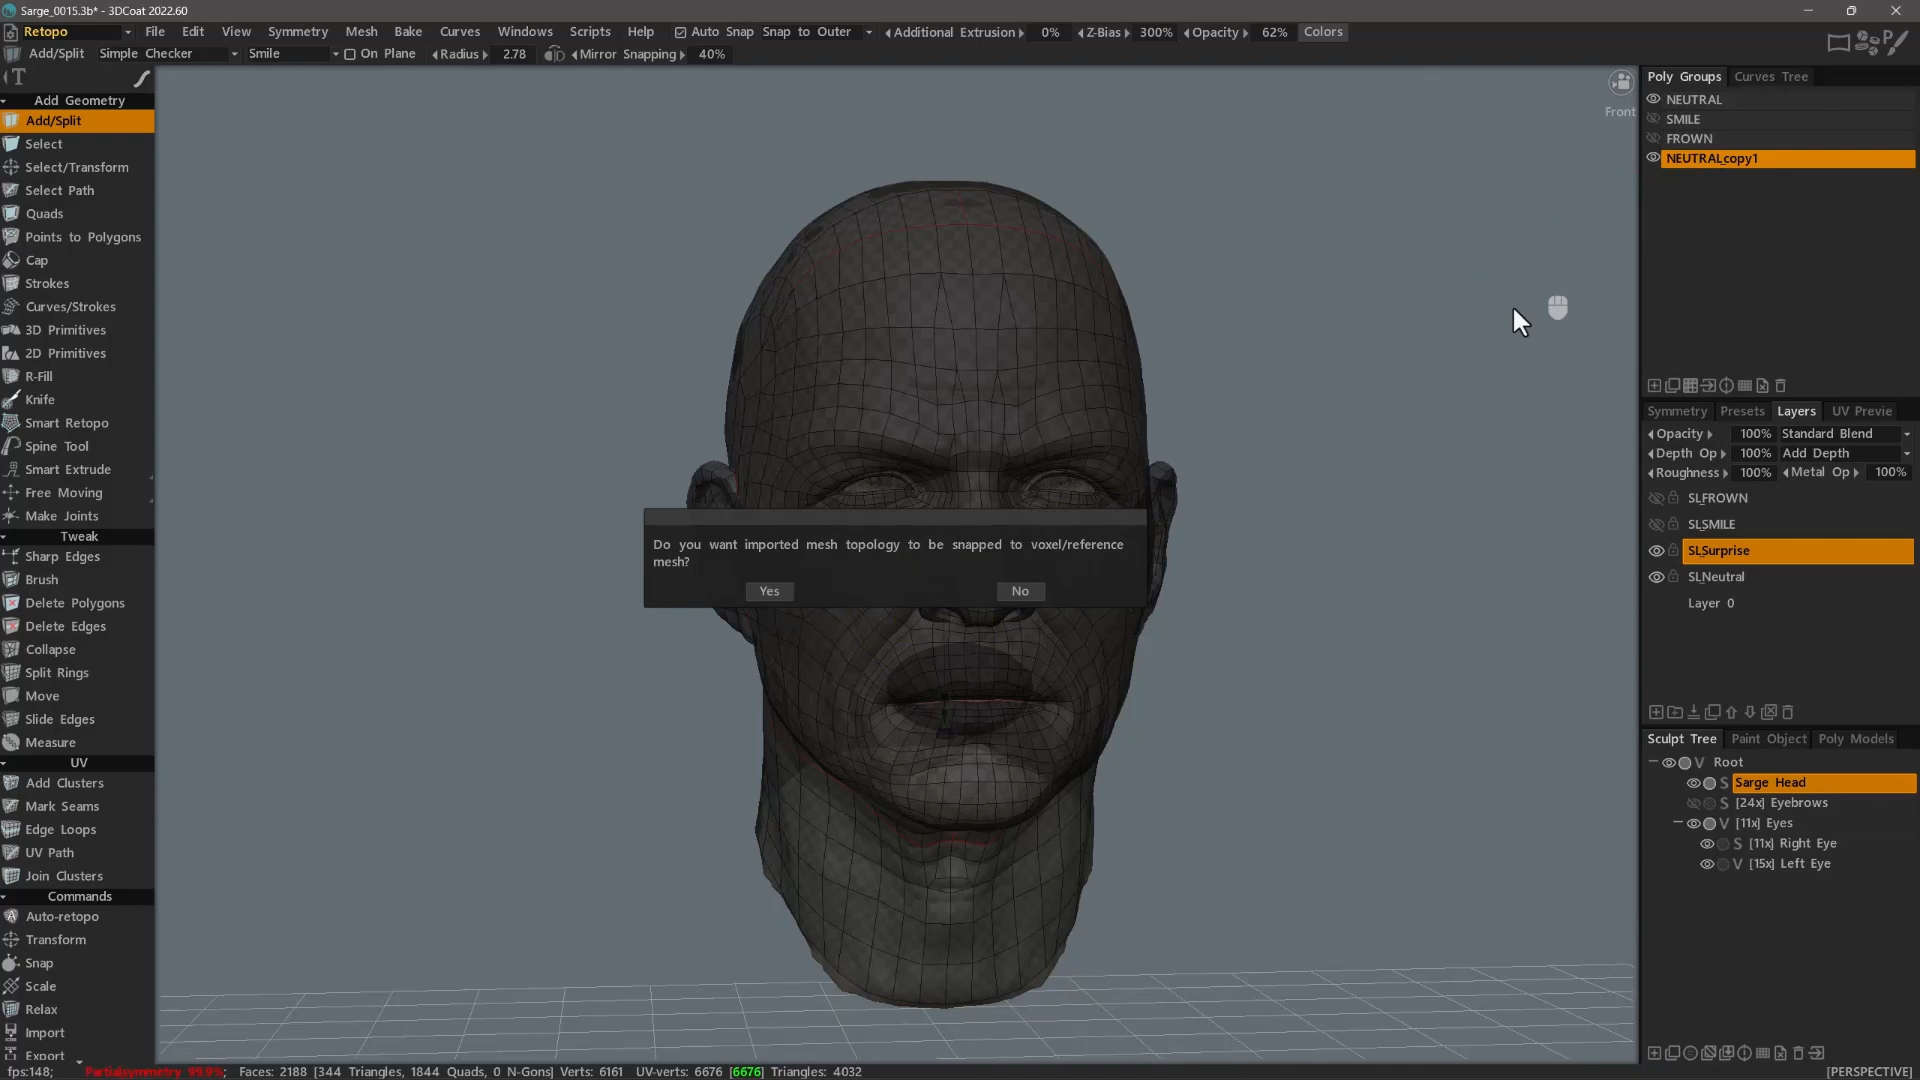 Sarge_0015.3b* - 3DCoat 2022.60
Retopo File Edit View Symmetry Mesh Bake Curves Windows Scripts Help Auto Snap Snap to Outer Additional Extrusion 0% Z-Bias 300% Opacity 62% Colors
Add/Split Simple Checker Smile On Plane Radius 2.78 Mirror Snapping 40%
T
Add Geometry
Add/Split
Select
Select/Transform
Select Path
Quads
Points to Polygons
Cap
Strokes
Curves/Strokes
3D Primitives
2D Primitives
R-Fill
Knife
Smart Retopo
Spine Tool
Smart Extrude
Free Moving
Make Joints
Tweak
Sharp Edges
Brush
Delete Polygons
Delete Edges
Collapse
Split Rings
Move
Slide Edges
Measure
UV
Add Clusters
Mark Seams
Edge Loops
UV Path
Join Clusters
Commands
Auto-retopo
Transform
Snap
Scale
Relax
Import
Export
Front
Do you want imported mesh topology to be snapped to voxel/reference
mesh?
Yes No
Poly Groups Curves Tree
NEUTRAL
SMILE
FROWN
NEUTRAL_copy1
Symmetry Presets Layers UV Previe
Opacity 100% Standard Blend
Depth Op 100% Add Depth
Roughness 100% Metal Op 100%
SL_FROWN
SL_SMILE
SL_Surprise
SL_Neutral
Layer 0
Sculpt Tree Paint Object Poly Models
V Root
S Sarge Head
S [24x] Eyebrows
V [11x] Eyes
S [11x] Right Eye
V [15x] Left Eye
fps:148; Partialsymmetry 99.9%; Faces: 2188 [344 Triangles, 1844 Quads, 0 N-Gons] Verts: 6161 UV-verts: 6676 [6676] Triangles: 4032 [PERSPECTIVE]